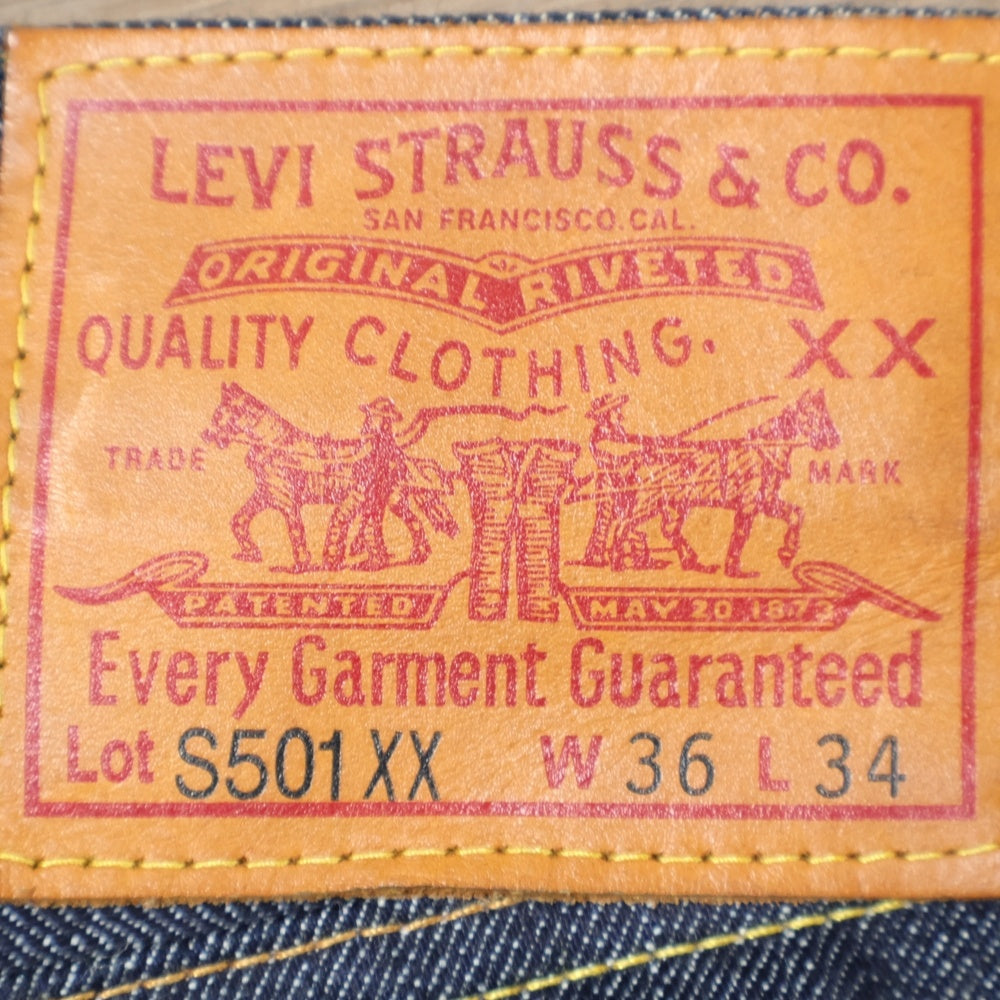 LEVI STRAUSS & CO.
SAN FRANCISCO. CAL.
ORIGINAL RIVETED
QUALITY CLOTHING. XX
TRADE MARK
PATENTED MAY 20 1873
Every Garment Guaranteed
Lot S501XX W 36 L 34